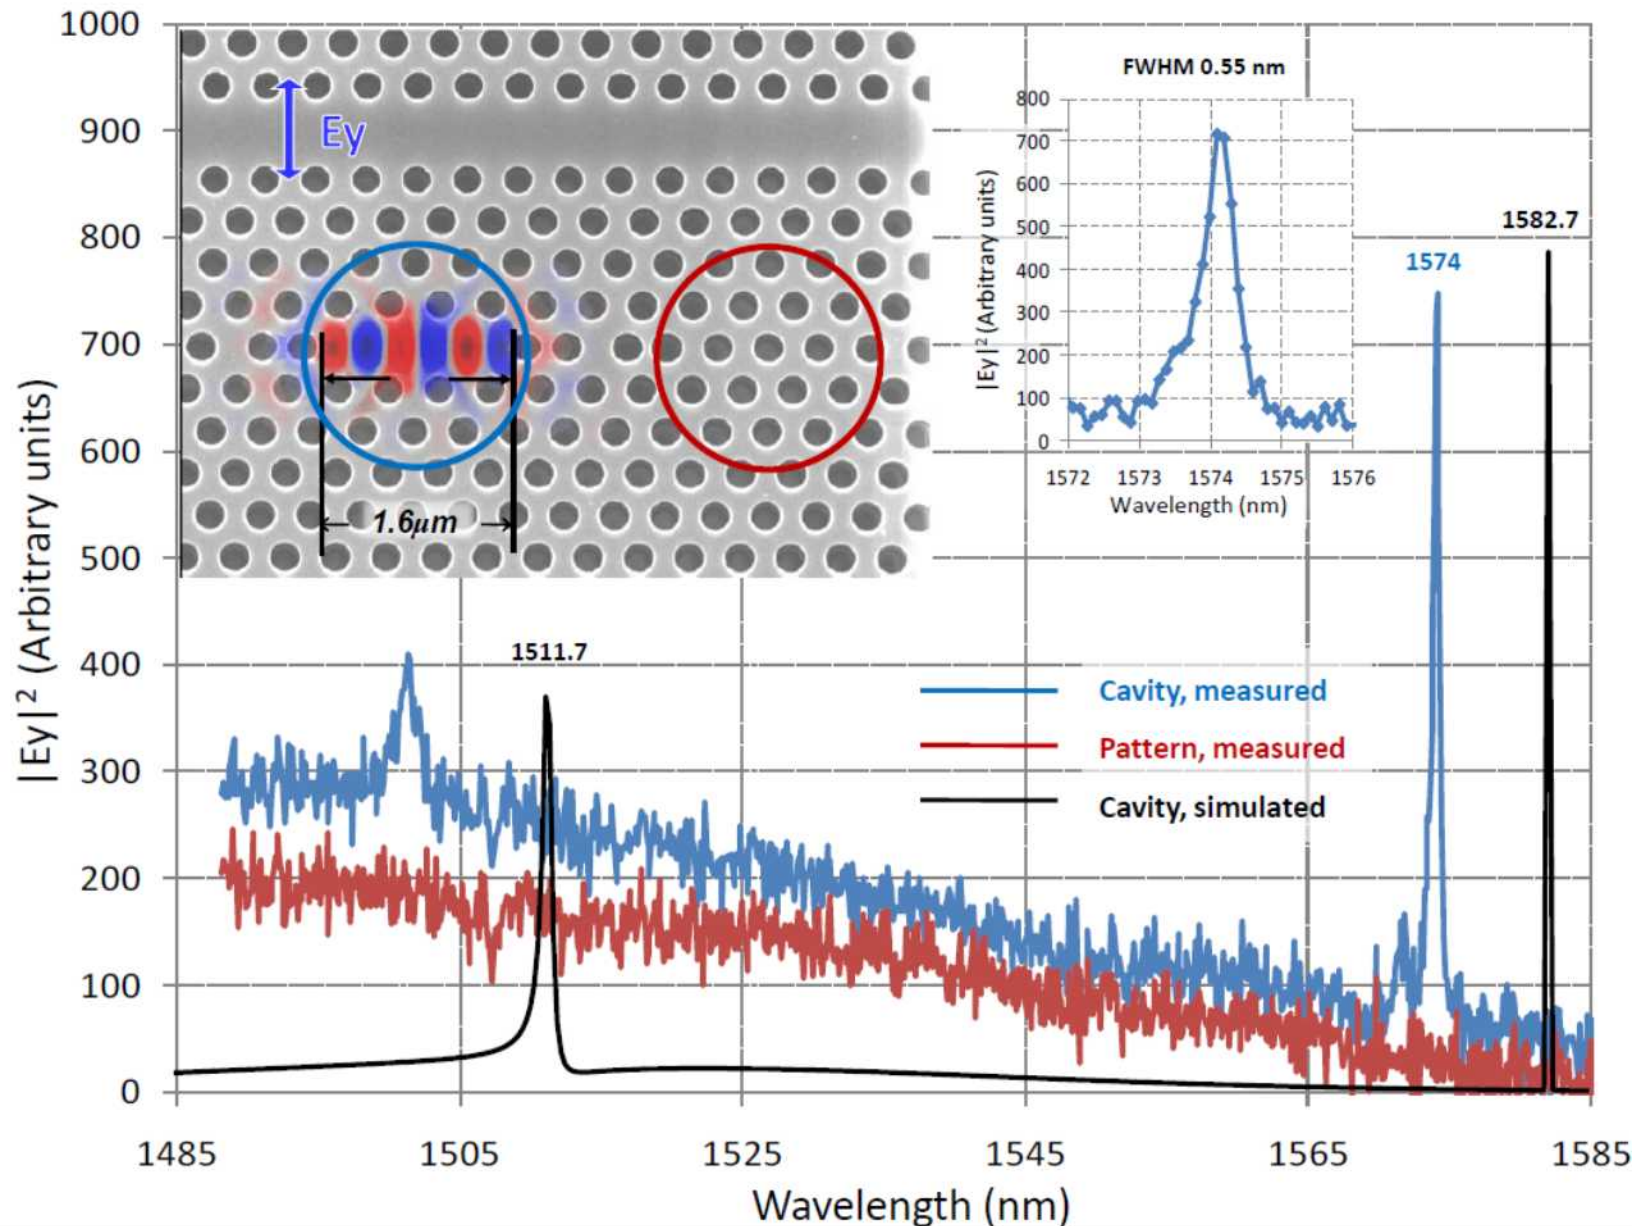 1000
900
800
700
600
500
400
300
200
100
0
|Ey|² (Arbitrary units)
Ey
1.6μm
FWHM 0.55 nm
800
700
600
500
400
300
200
100
0
|Ey|² (Arbitrary units)
1572 1573 1574 1575 1576
Wavelength (nm)
1582.7
1574
1511.7
Cavity, measured
Pattern, measured
Cavity, simulated
1485 1505 1525 1545 1565 1585
Wavelength (nm)